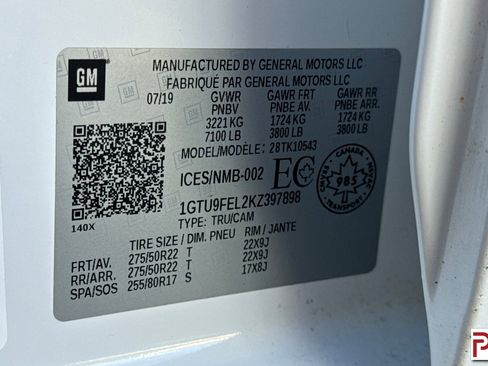 GM
MANUFACTURED BY GENERAL MOTORS LLC
FABRIQUÉ PAR GENERAL MOTORS LLC
07/19 GVWR GAWR FRT GAWR RR
PNBV PNBE AV. PNBE ARR.
3221 KG 1724 KG 1724 KG
7100 LB 3800 LB 3800 LB
MODEL/MODÈLE: 28TK10543
ICES/NMB-002 EC
CANADA
985
TRANSPORT
1GTU9FEL2KZ397898
140X
TYPE: TRU/CAM
TIRE SIZE / DIM. PNEU RIM / JANTE
FRT/AV. 275/50R22 T 22X9J
RR/ARR. 275/50R22 T 22X9J
SPA/SOS 255/80R17 S 17X8J
P